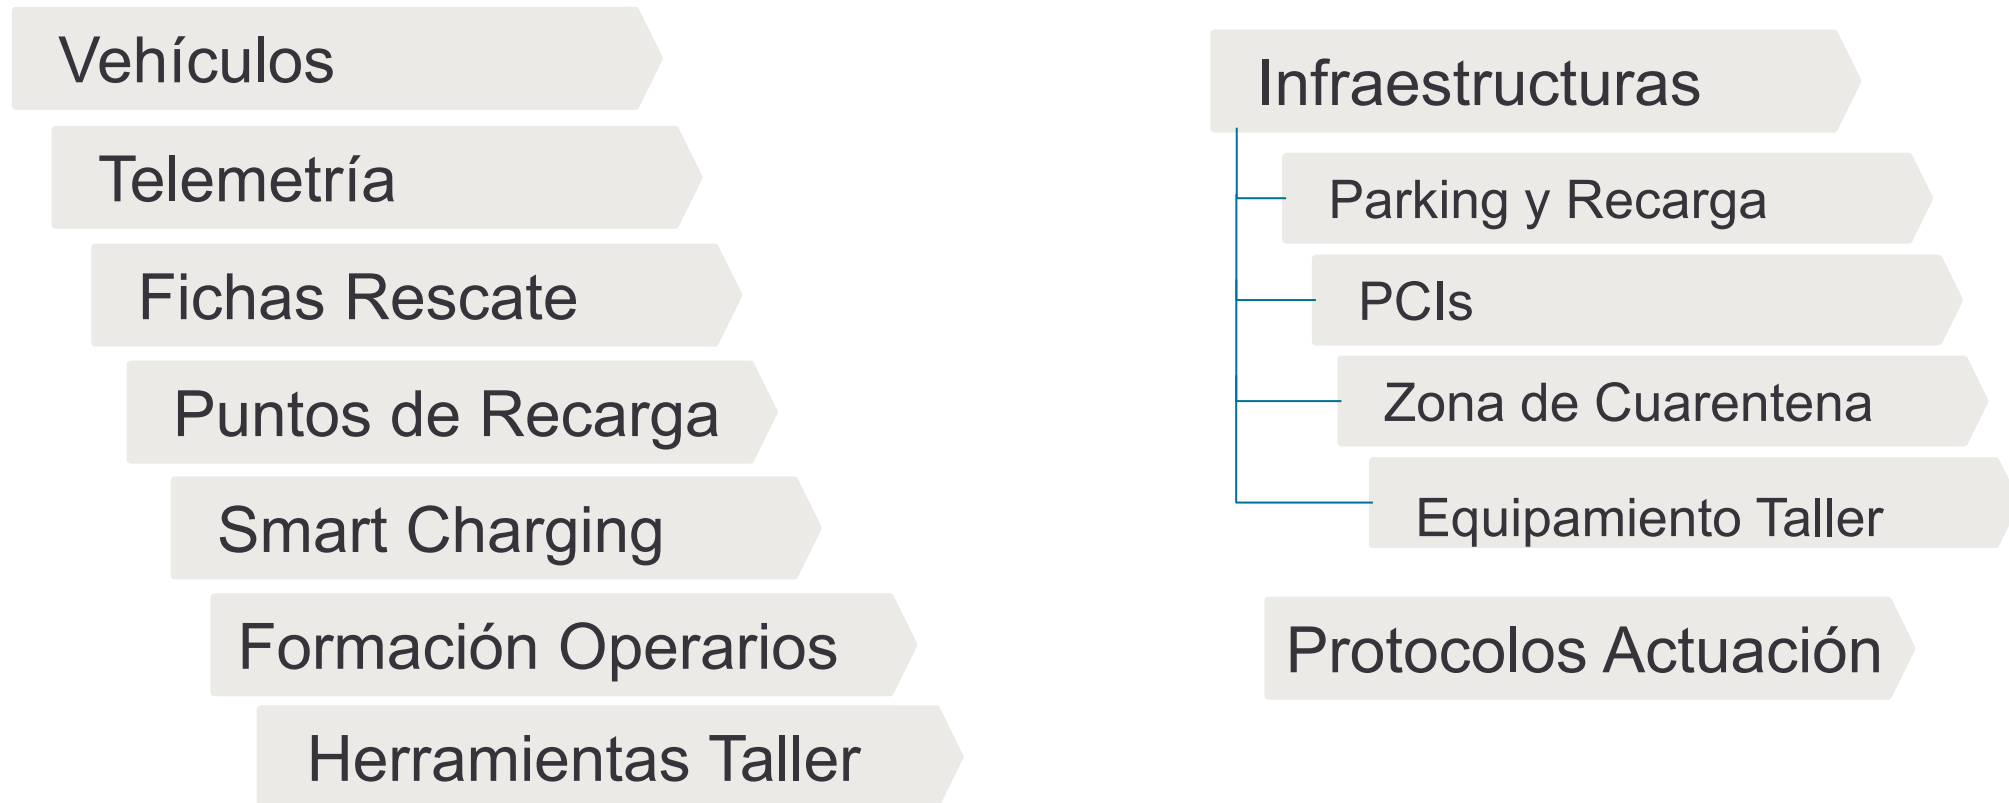 Vehículos
Telemetría
Fichas Rescate
Puntos de Recarga
Smart Charging
Formación Operarios
Herramientas Taller
Infraestructuras
Parking y Recarga
PCIs
Zona de Cuarentena
Equipamiento Taller
Protocolos Actuación